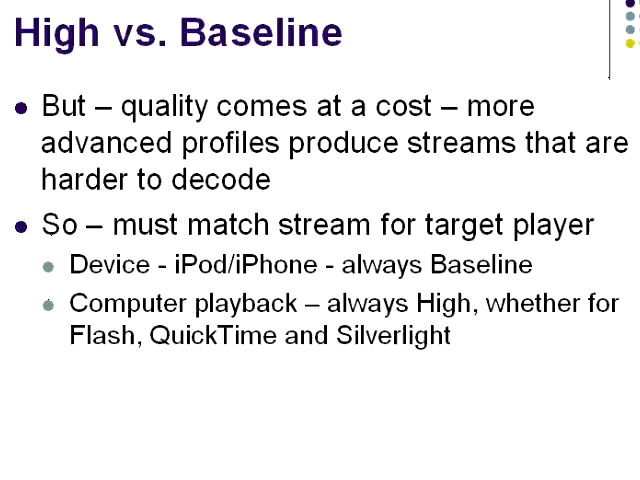 High vs. Baseline
But – quality comes at a cost – more
advanced profiles produce streams that are
harder to decode
So – must match stream for target player
Device - iPod/iPhone - always Baseline
Computer playback – always High, whether for
Flash, QuickTime and Silverlight